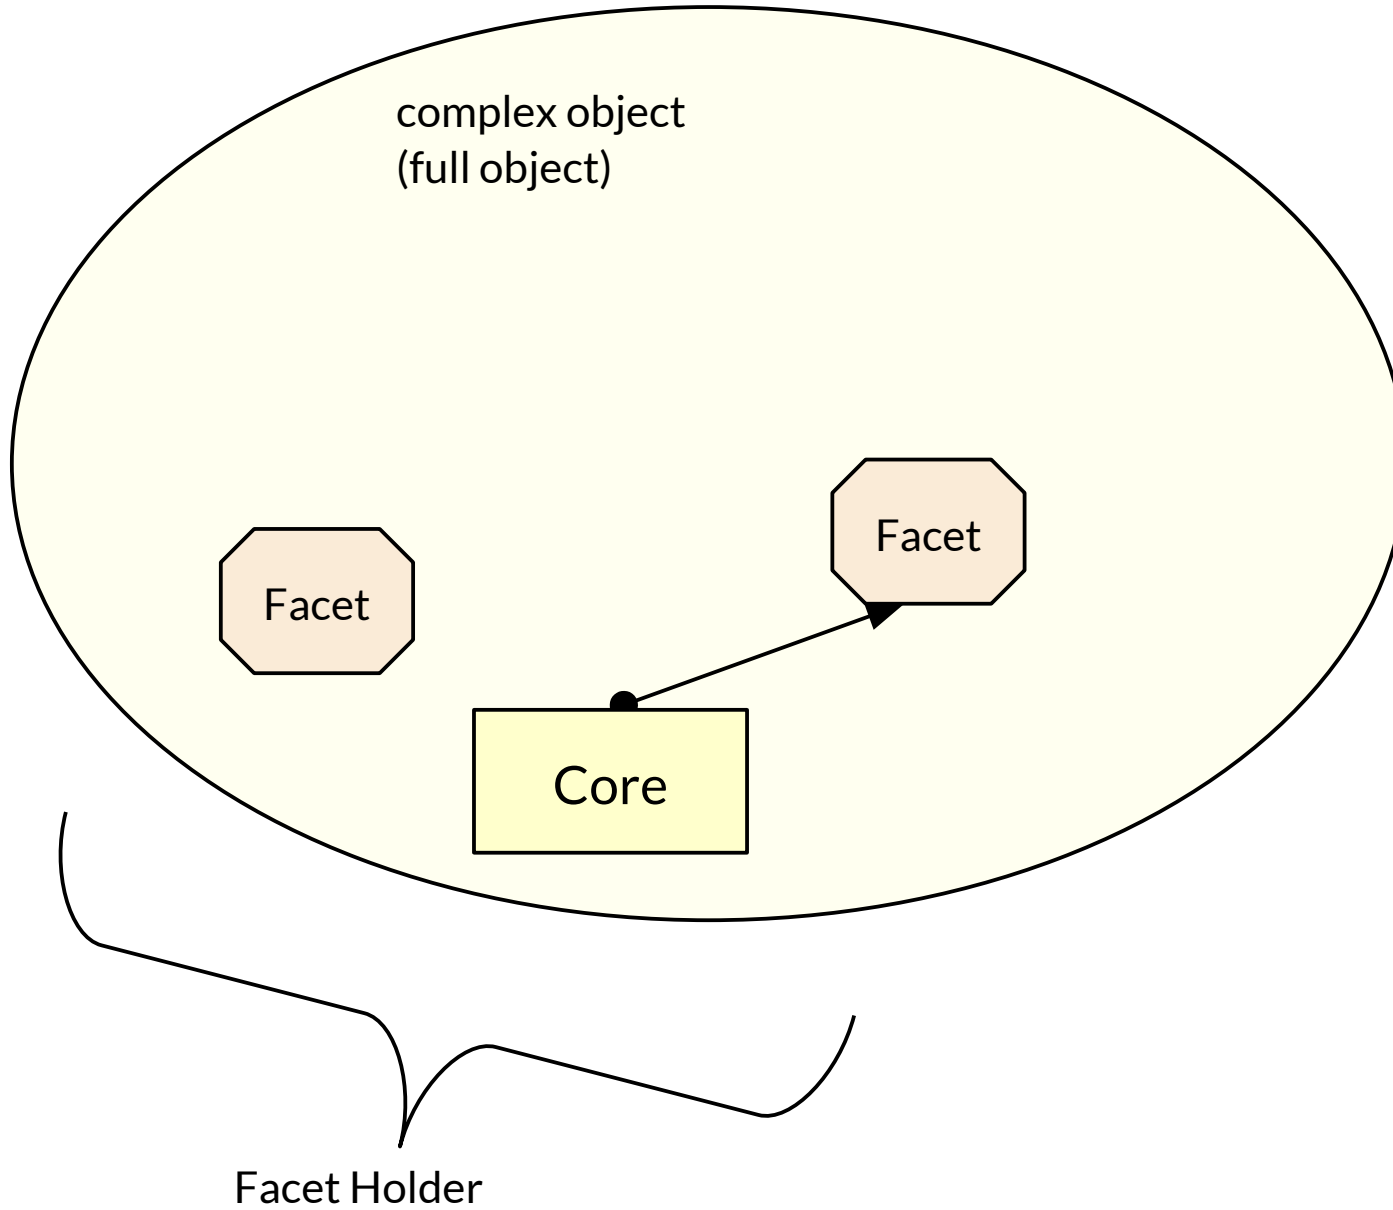 complex object
(full object)
Facet
Facet
Core
Facet Holder